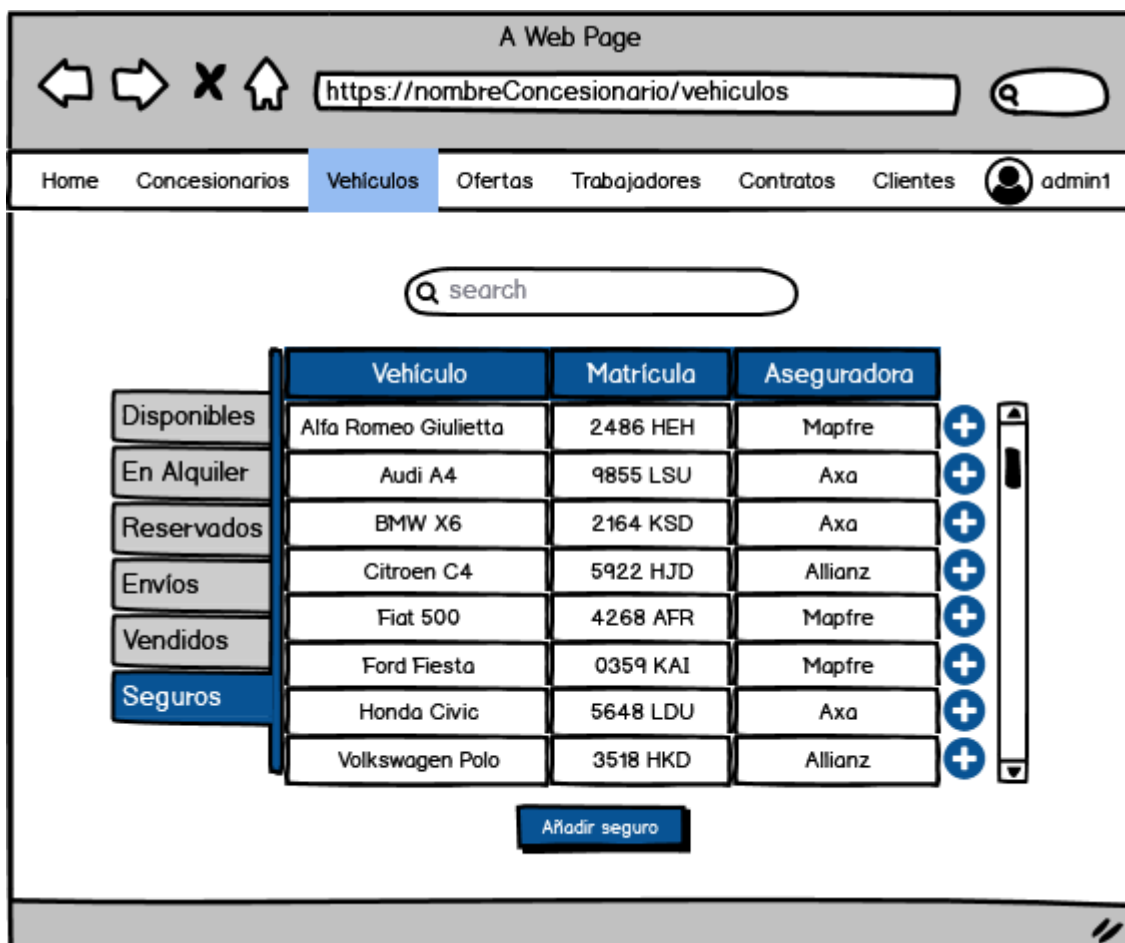 A Web Page
https://nombreConcesionario/vehiculos
Home Concesionarios Vehículos Ofertas Trabajadores Contratos Clientes admin1
search
Vehículo Matrícula Aseguradora
Disponibles
En Alquiler
Reservados
Envíos
Vendidos
Seguros
Alfa Romeo Giulietta 2486 HEH Mapfre
Audi A4 9855 LSU Axa
BMW X6 2164 KSD Axa
Citroen C4 5922 HJD Allianz
Fiat 500 4268 AFR Mapfre
Ford Fiesta 0359 KAI Mapfre
Honda Civic 5648 LDU Axa
Volkswagen Polo 3518 HKD Allianz
Añadir seguro